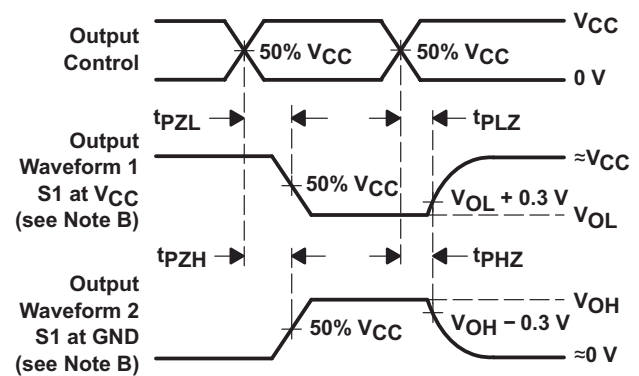 Output
Control
50% VCC
50% VCC
VCC
0 V
tPZL
tPLZ
Output
Waveform 1
S1 at VCC
(see Note B)
50% VCC
VOL + 0.3 V
≈VCC
VOL
tPZH
tPHZ
Output
Waveform 2
S1 at GND
(see Note B)
50% VCC
VOH
VOH − 0.3 V
≈0 V